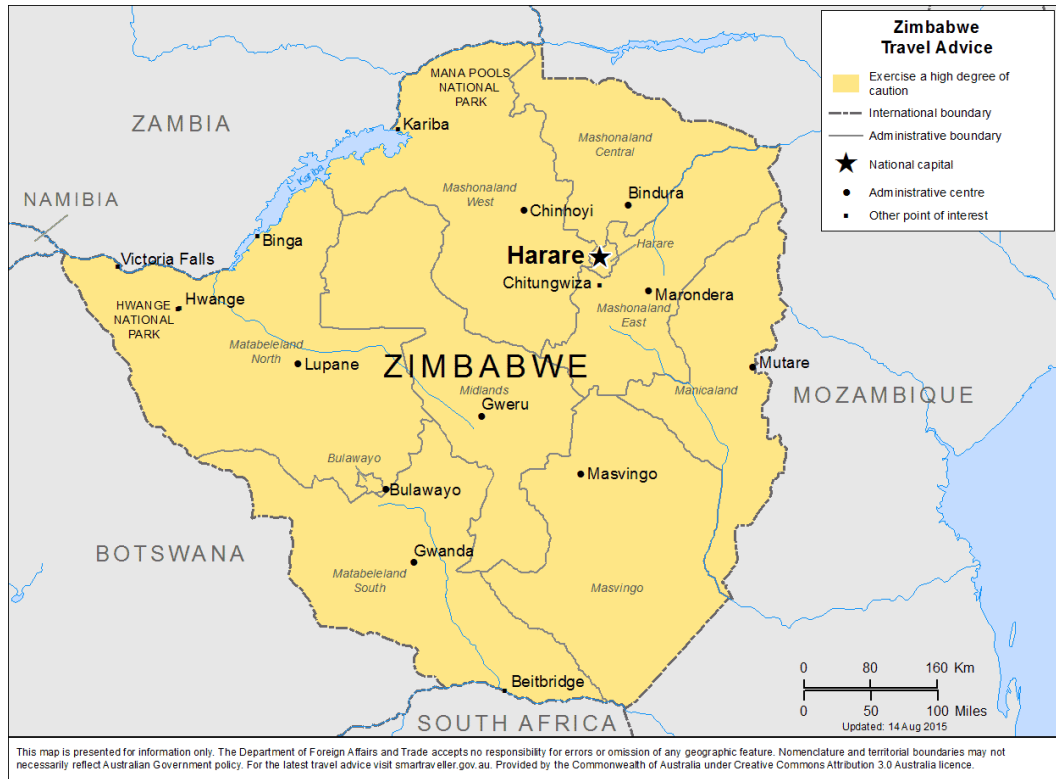 Zimbabwe
Travel Advice
Exercise a high degree of
caution
International boundary
Administrative boundary
National capital
Administrative centre
Other point of interest
MANA POOLS
NATIONAL
PARK
ZAMBIA
Kariba
L Kariba
Mashonaland
Central
Mashonaland
West
Bindura
Chinhoyi
NAMIBIA
Binga
Harare
Harare
Victoria Falls
Chitungwiza
Hwange
Marondera
HWANGE
NATIONAL
PARK
Mashonaland
East
Matabeleland
North
Lupane
ZIMBABWE
Mutare
Midlands
Manicaland
MOZAMBIQUE
Gweru
Bulawayo
Masvingo
Bulawayo
BOTSWANA
Gwanda
Matabeleland
South
Masvingo
Beitbridge
SOUTH AFRICA
0 80 160 Km
0 50 100 Miles
Updated: 14 Aug 2015
This map is presented for information only. The Department of Foreign Affairs and Trade accepts no responsibility for errors or omission of any geographic feature. Nomenclature and territorial boundaries may not
necessarily reflect Australian Government policy. For the latest travel advice visit smartraveller.gov.au. Provided by the Commonwealth of Australia under Creative Commons Attribution 3.0 Australia licence.